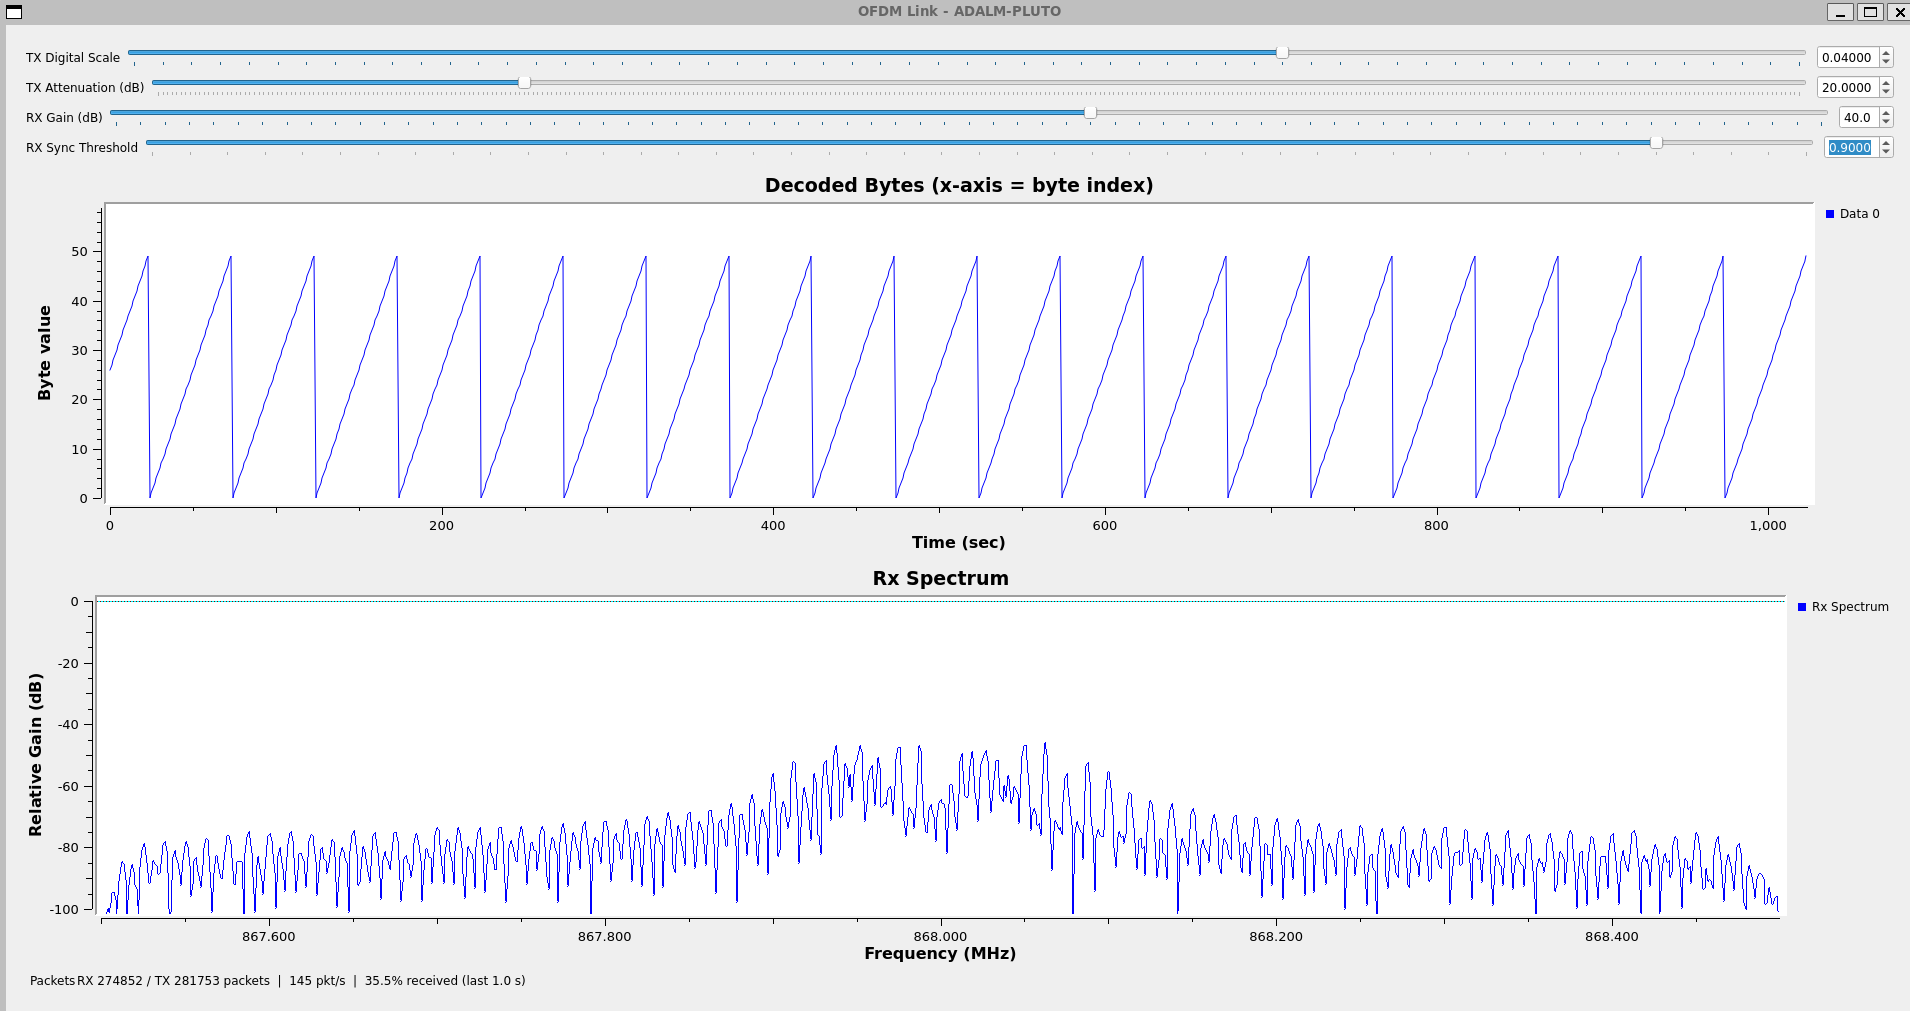 OFDM Link - ADALM-PLUTO
TX Digital Scale 0.04000
TX Attenuation (dB) 20.0000
RX Gain (dB) 40.0
RX Sync Threshold 0.9000
Decoded Bytes (x-axis = byte index)
Data 0
Byte value
50
40
30
20
10
0
0 200 400 600 800 1,000
Time (sec)
Rx Spectrum
Rx Spectrum
Relative Gain (dB)
0
-20
-40
-60
-80
-100
867.600 867.800 868.000 868.200 868.400
Frequency (MHz)
Packets RX 274852 / TX 281753 packets | 145 pkt/s | 35.5% received (last 1.0 s)